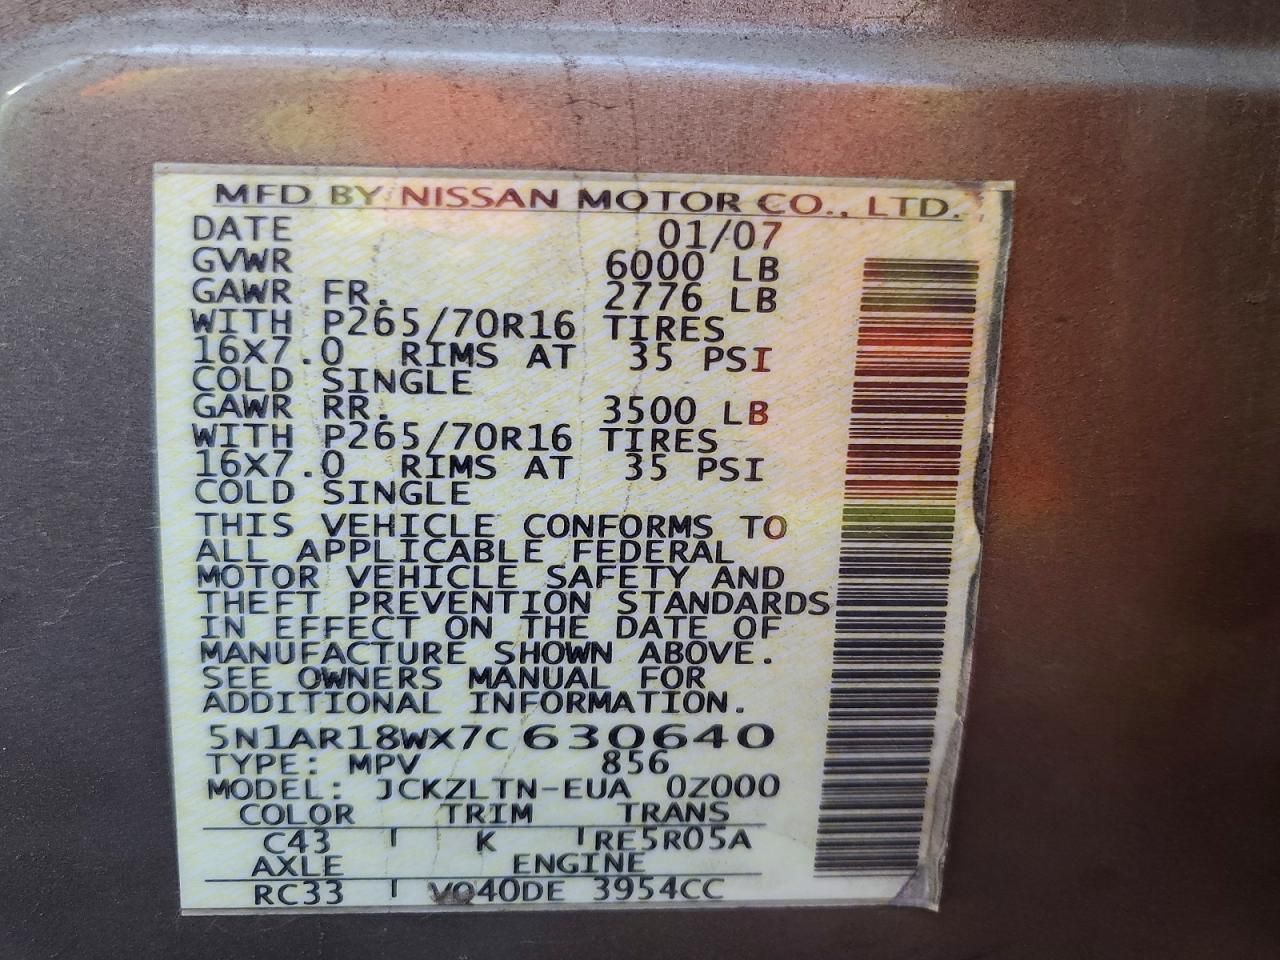 MFD BY NISSAN MOTOR CO., LTD.
DATE 01/07
GVWR 6000 LB
GAWR FR. 2776 LB
WITH P265/70R16 TIRES
16X7.0 RIMS AT 35 PSI
COLD SINGLE
GAWR RR. 3500 LB
WITH P265/70R16 TIRES
16X7.0 RIMS AT 35 PSI
COLD SINGLE
THIS VEHICLE CONFORMS TO
ALL APPLICABLE FEDERAL
MOTOR VEHICLE SAFETY AND
THEFT PREVENTION STANDARDS
IN EFFECT ON THE DATE OF
MANUFACTURE SHOWN ABOVE.
SEE OWNERS MANUAL FOR
ADDITIONAL INFORMATION.
5N1AR18WX7C630640
TYPE: MPV 856
MODEL: JCKZLTN-EUA 0Z000
COLOR TRIM TRANS
C43 K RE5R05A
AXLE ENGINE
RC33 VQ40DE 3954CC